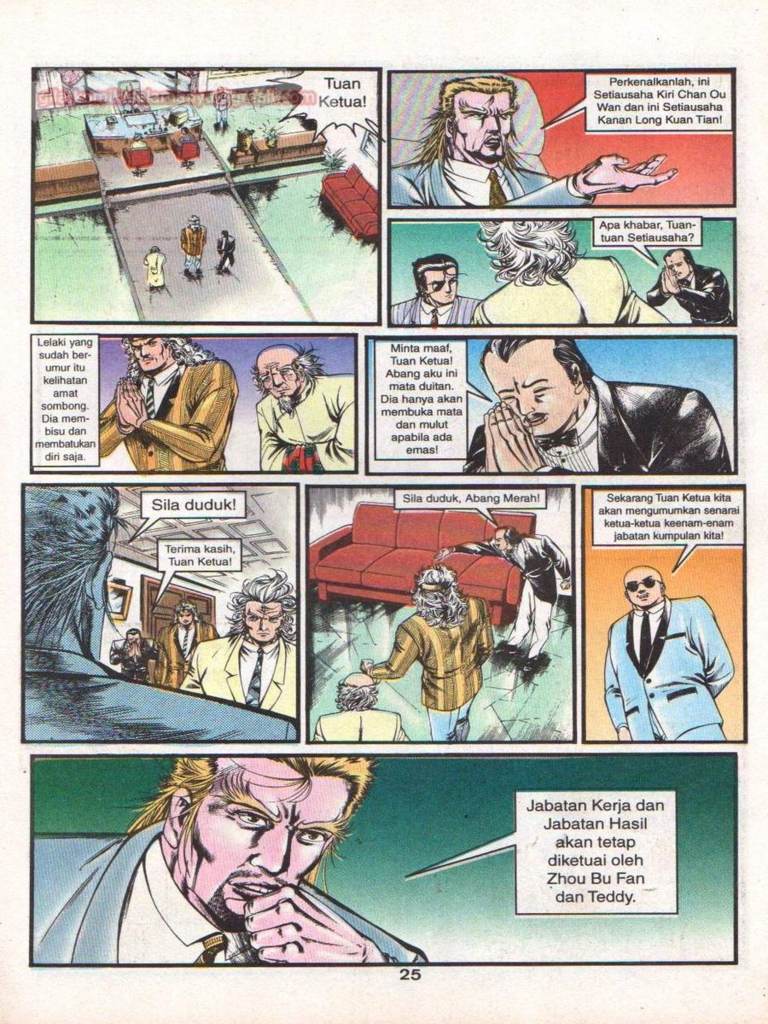 Tuan
Ketua!
Perkenalkanlah, ini
Setiausaha Kiri Chan Ou
Wan dan ini Setiausaha
Kanan Long Kuan Tian!
Apa khabar, Tuan-
tuan Setiausaha?
Lelaki yang
sudah ber-
umur itu
kelihatan
amat
sombong.
Dia mem-
bisu dan
membatukan
diri saja.
Minta maaf,
Tuan Ketua!
Abang aku ini
mata duitan.
Dia hanya akan
membuka mata
dan mulut
apabila ada
emas!
Sila duduk!
Terima kasih,
Tuan Ketua!
Sila duduk, Abang Merah!
Sekarang Tuan Ketua kita
akan mengumumkan senarai
ketua-ketua keenam-enam
jabatan kumpulan kita!
Jabatan Kerja dan
Jabatan Hasil
akan tetap
diketuai oleh
Zhou Bu Fan
dan Teddy.
25